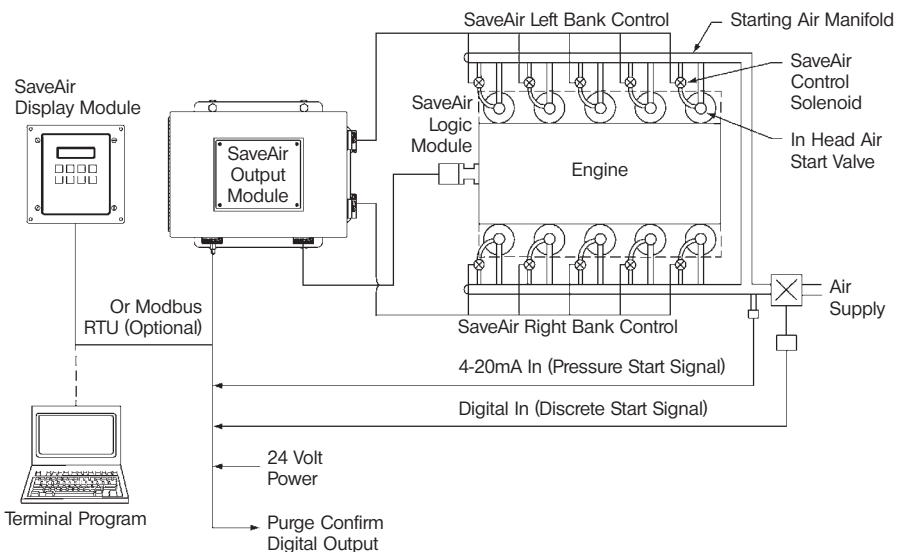 SaveAir Left Bank Control
Starting Air Manifold
SaveAir
Display Module
SaveAir
Output
Module
SaveAir
Logic
Module
SaveAir
Control
Solenoid
In Head Air
Start Valve
Engine
Or Modbus
RTU (Optional)
Air
Supply
SaveAir Right Bank Control
4-20mA In (Pressure Start Signal)
Digital In (Discrete Start Signal)
24 Volt
Power
Terminal Program
Purge Confirm
Digital Output